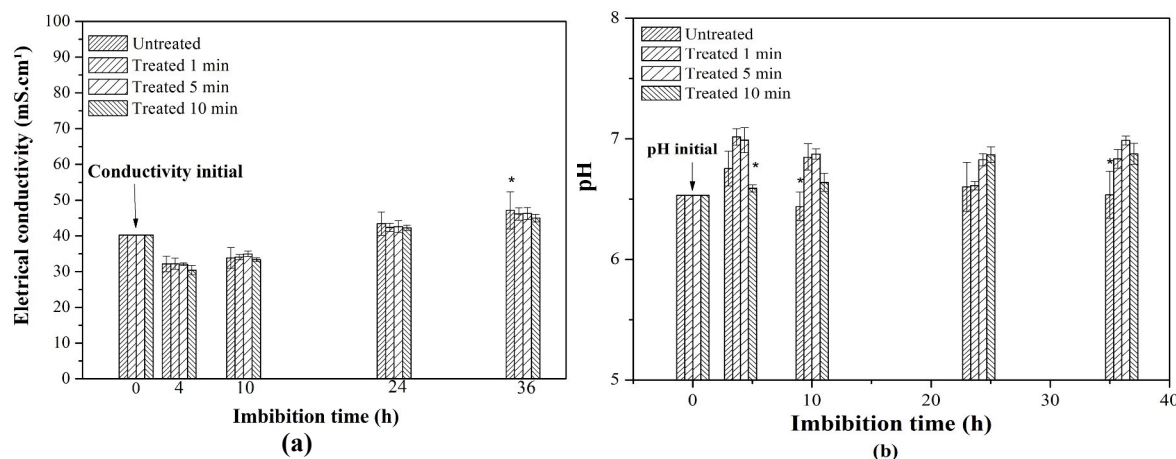 100
90
80
70
60
50
40
30
20
10
0
Eletrical conductivity (mS.cm¹)
Untreated
Treated 1 min
Treated 5 min
Treated 10 min
Conductivity initial
*
0 4 10 24 36
Imbibition time (h)
(a)
8
7
6
5
pH
Untreated
Treated 1 min
Treated 5 min
Treated 10 min
pH initial
*
*
*
0 10 20 30 40
Imbibition time (h)
(b)